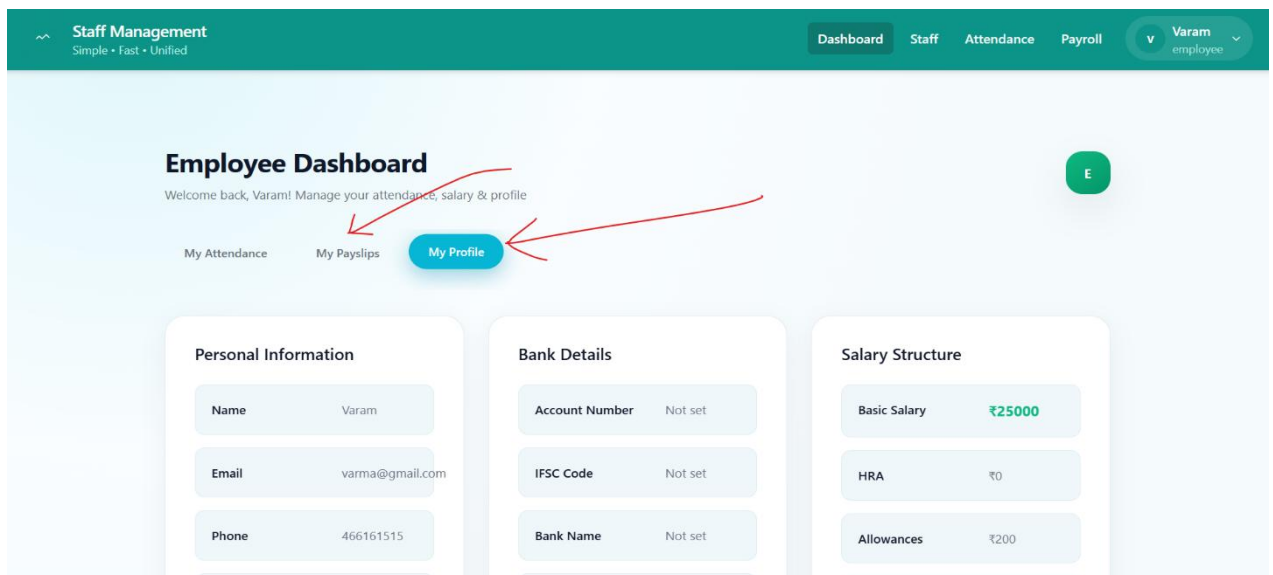 Staff Management
Simple • Fast • Unified
Dashboard Staff Attendance Payroll
v
Varam
employee
Employee Dashboard
Welcome back, Varam! Manage your attendance, salary & profile
E
My Attendance My Payslips My Profile
Personal Information
Name Varam
Email varma@gmail.com
Phone 466161515
Bank Details
Account Number Not set
IFSC Code Not set
Bank Name Not set
Salary Structure
Basic Salary ₹25000
HRA ₹0
Allowances ₹200